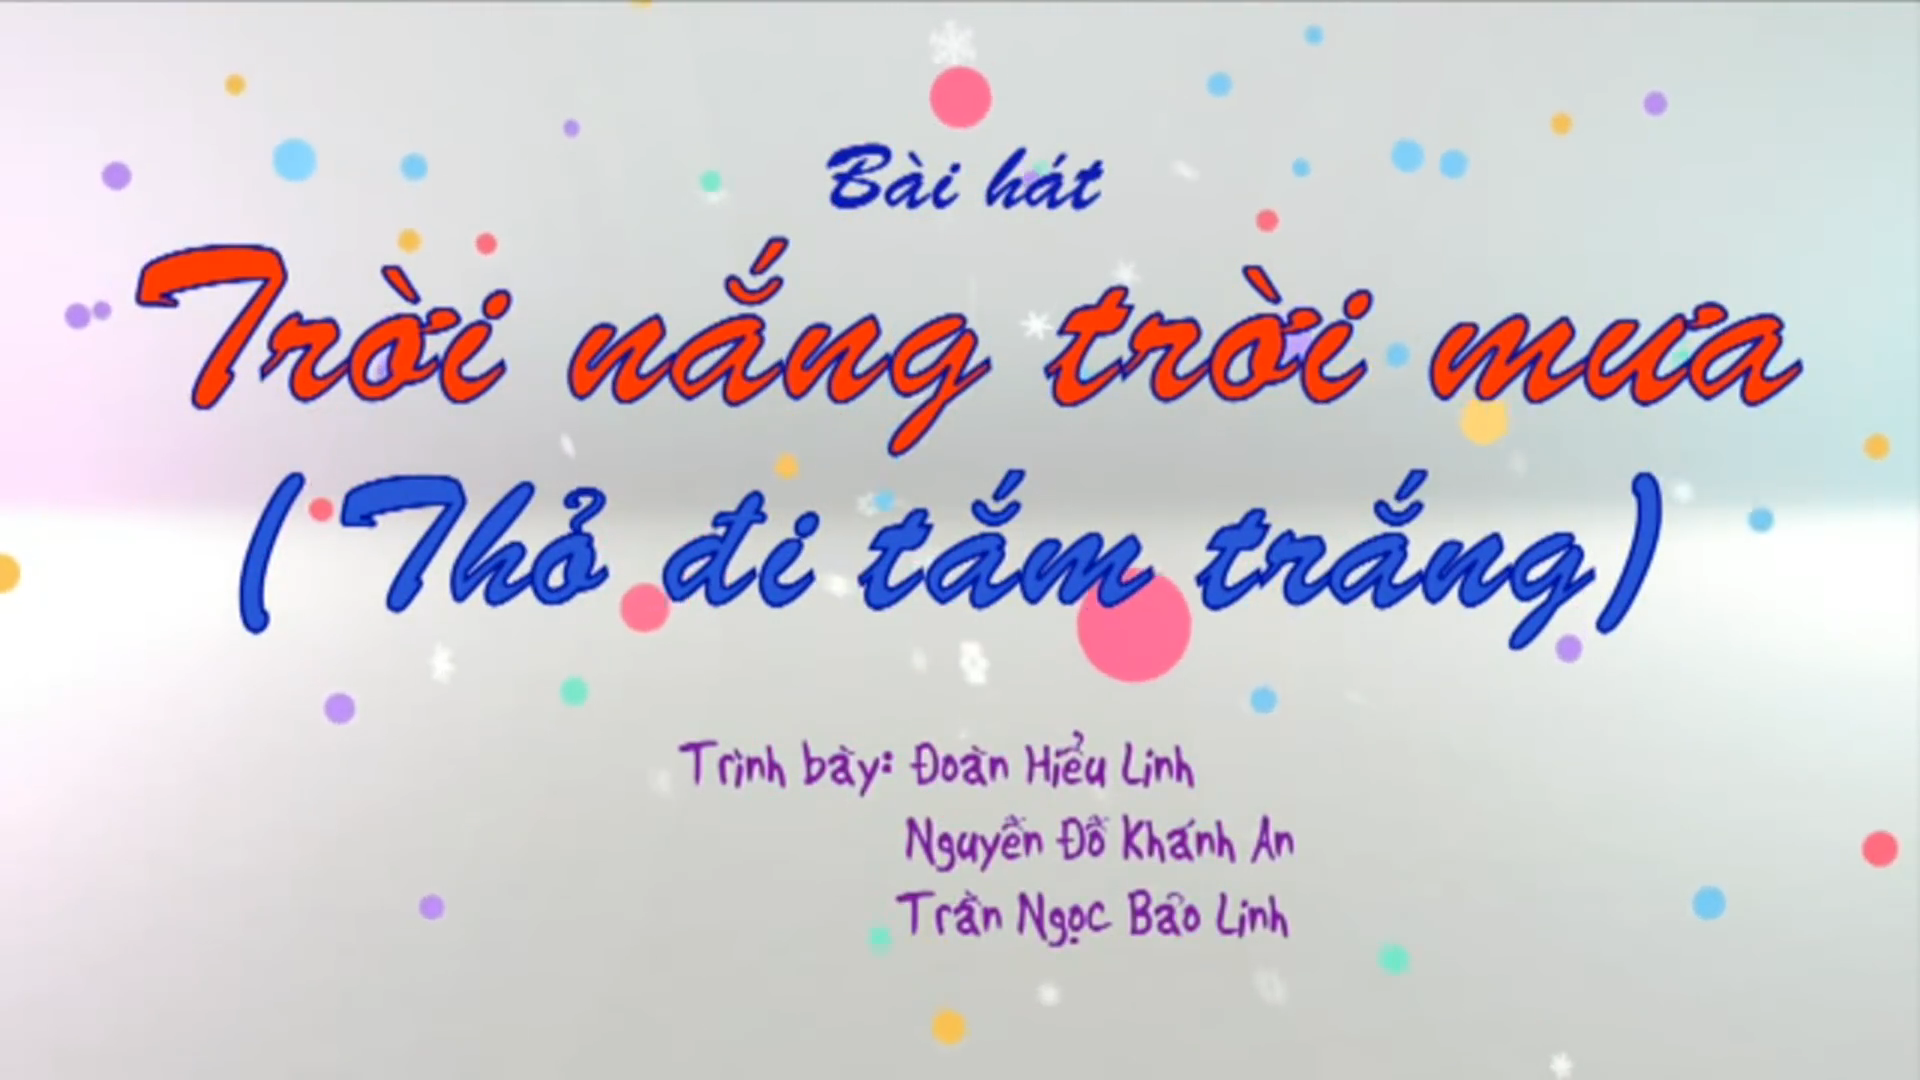 Bài hát
Trời nắng trời mưa
(Thỏ đi tắm trắng)
Trình bày: Đoàn Hiểu Linh
Nguyễn Đỗ Khánh An
Trần Ngọc Bảo Linh